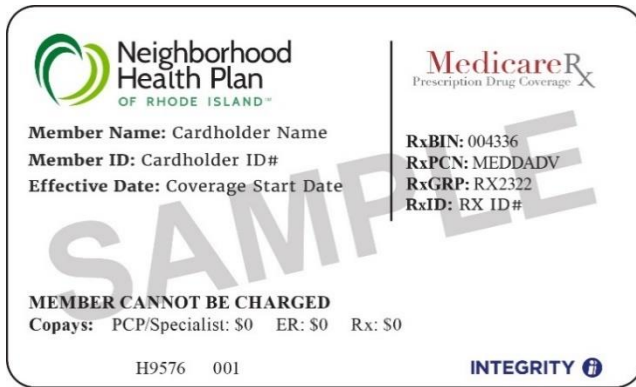 Neighborhood
Health Plan
OF RHODE ISLAND™
MedicareRx
Prescription Drug Coverage
Member Name: Cardholder Name
Member ID: Cardholder ID#
Effective Date: Coverage Start Date
RxBIN: 004336
RxPCN: MEDDADV
RxGRP: RX2322
RxID: RX ID#
SAMPLE
MEMBER CANNOT BE CHARGED
Copays: PCP/Specialist: $0 ER: $0 Rx: $0
H9576 001
INTEGRITY